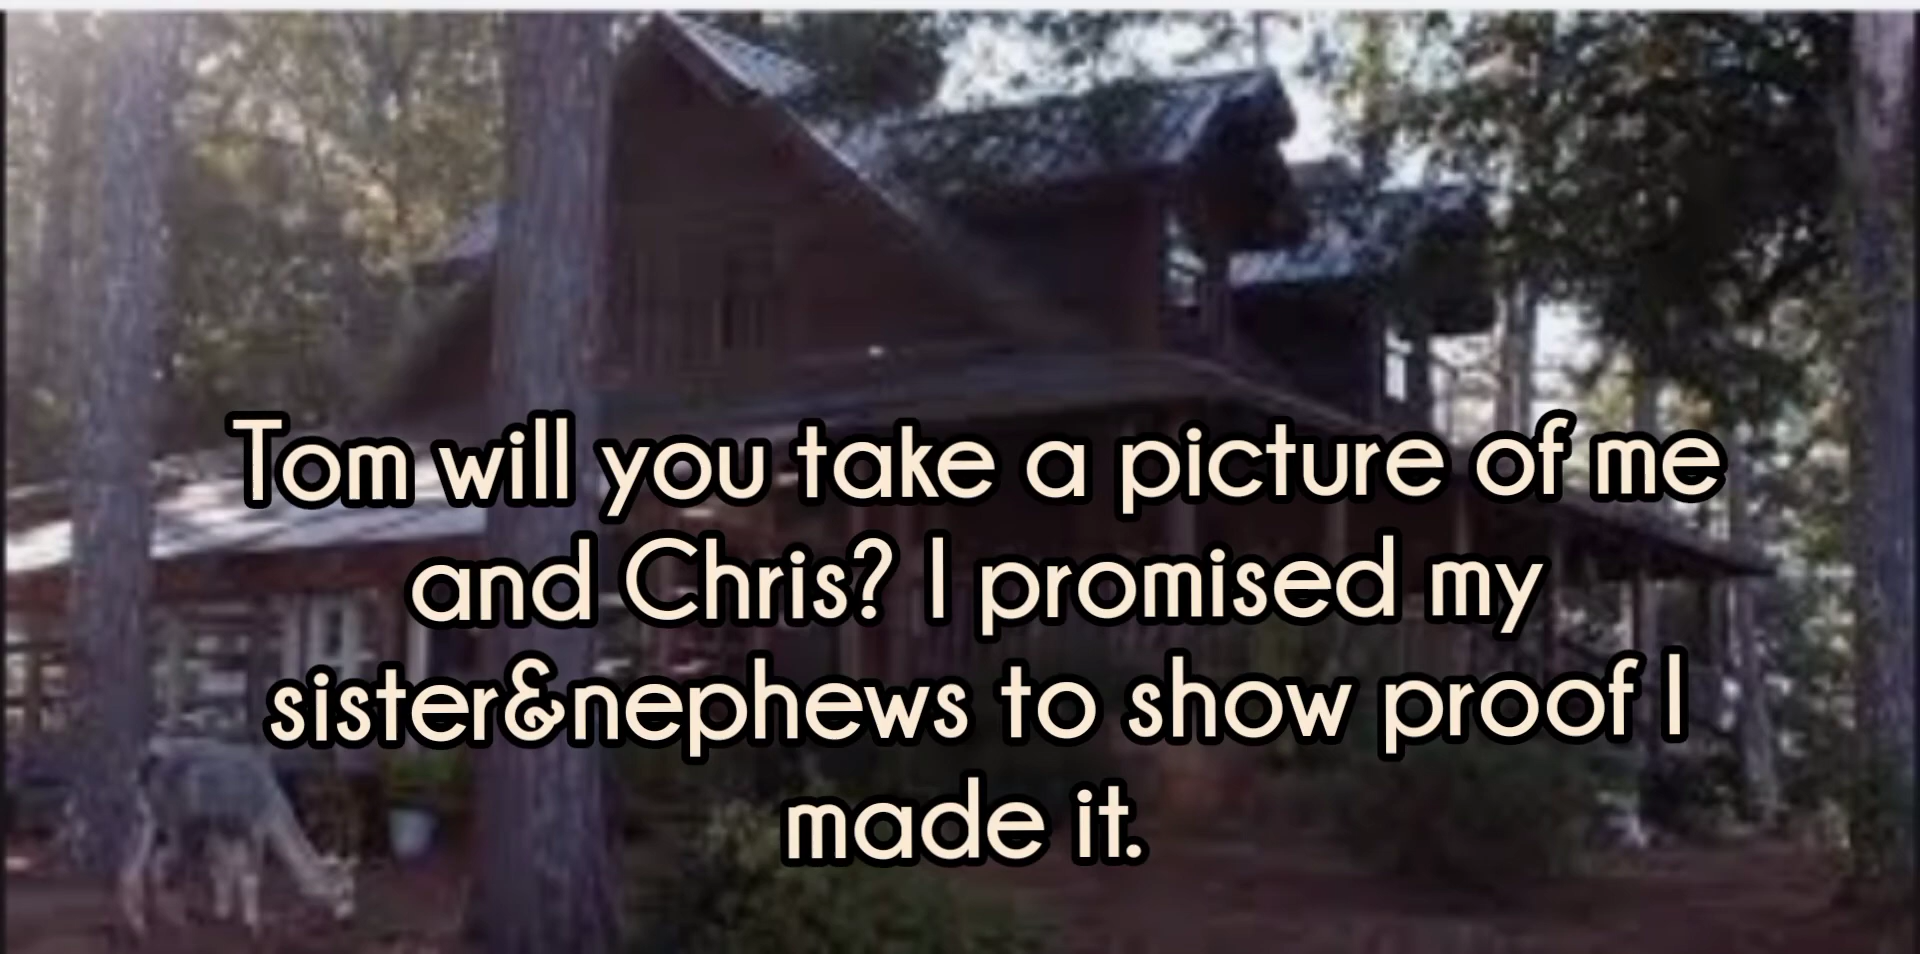 Tom will you take a picture of me
and Chris? I promised my
sister&nephews to show proof I
made it.